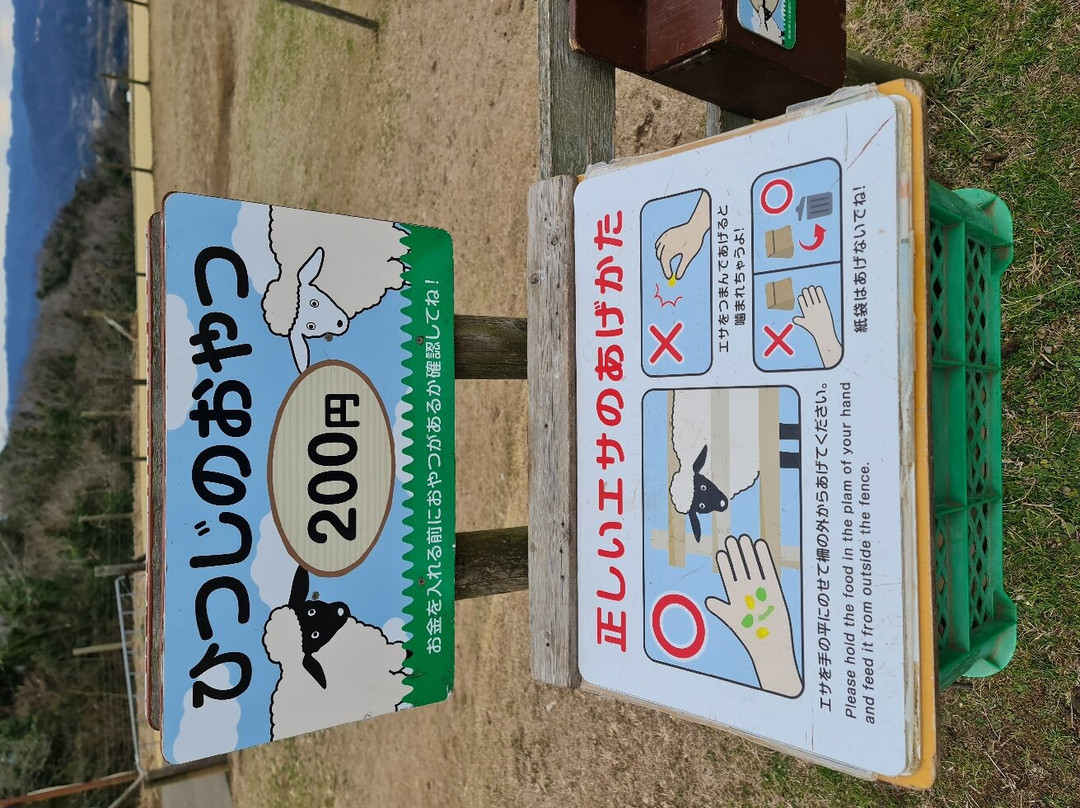 ひつじのおやつ
200円
お金を入れる前におやつがあるか確認してね!
正しいエサのあげかた
エサを手の平にのせて柵の外からあげてください。
Please hold the food in the plam of your hand
and feed it from outside the fence.
エサをつまんであげると
噛まれちゃうよ!
紙袋はあげないでね!